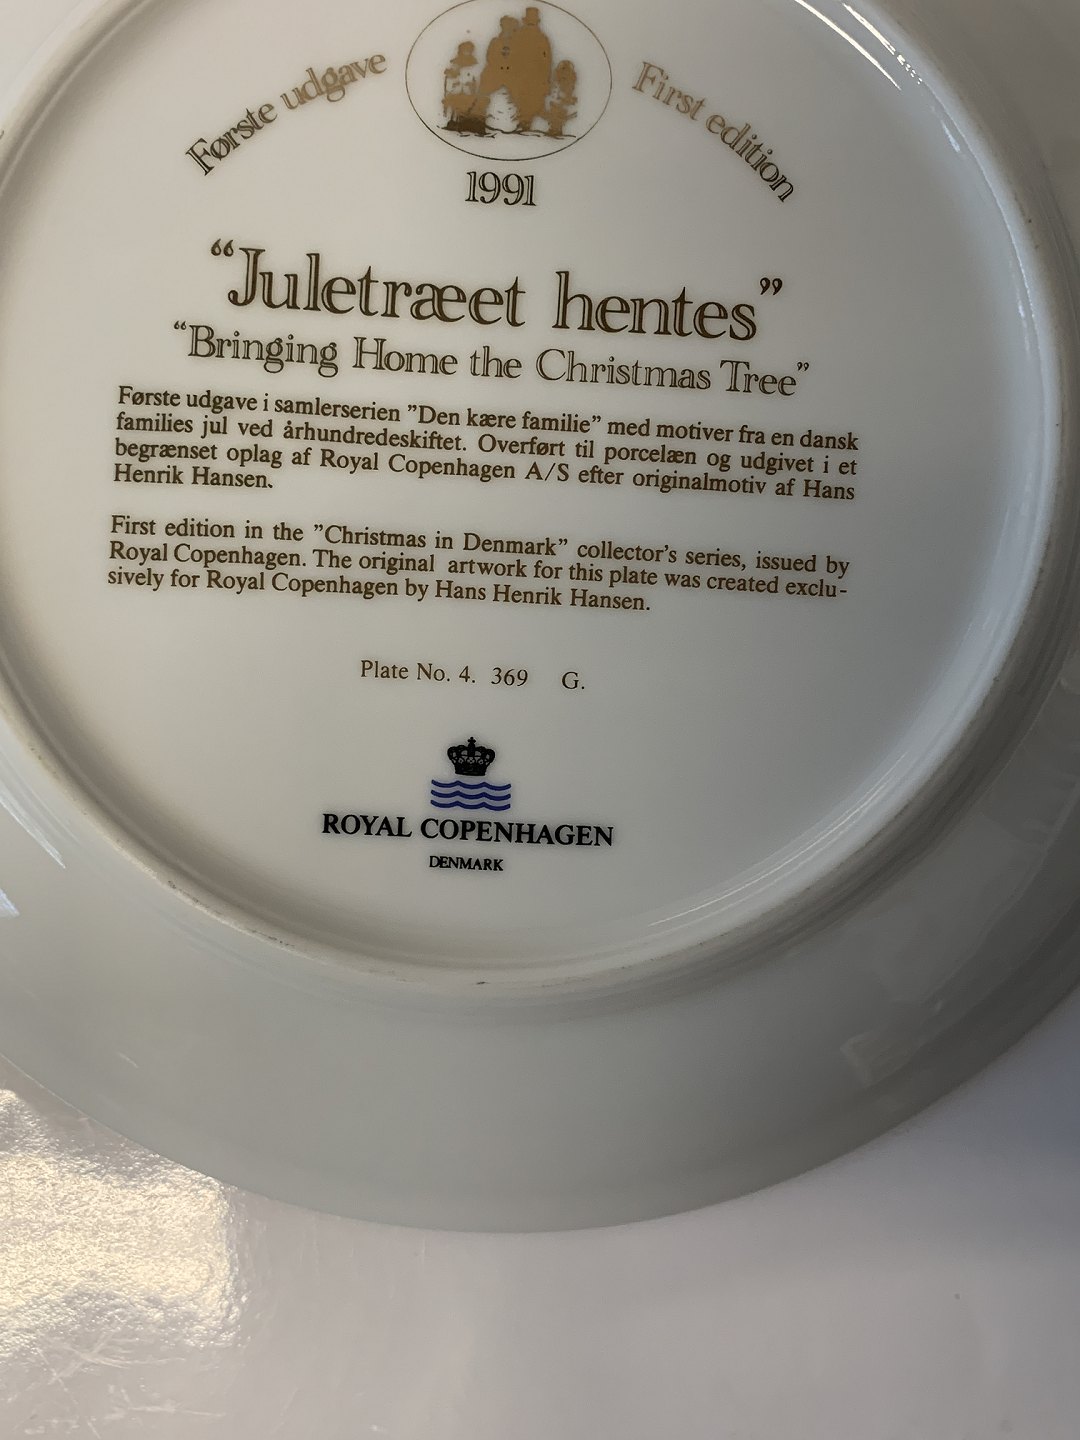 Første udgave
First edition
1991
“Juletræet hentes”
“Bringing Home the Christmas Tree”
Første udgave i samlerserien ”Den kære familie” med motiver fra en dansk
families jul ved århundredeskiftet. Overført til porcelæn og udgivet i et
begrænset oplag af Royal Copenhagen A/S efter originalmotiv af Hans
Henrik Hansen.
First edition in the ”Christmas in Denmark” collector's series, issued by
Royal Copenhagen. The original artwork for this plate was created exclu-
sively for Royal Copenhagen by Hans Henrik Hansen.
Plate No. 4. 369 G.
ROYAL COPENHAGEN
DENMARK